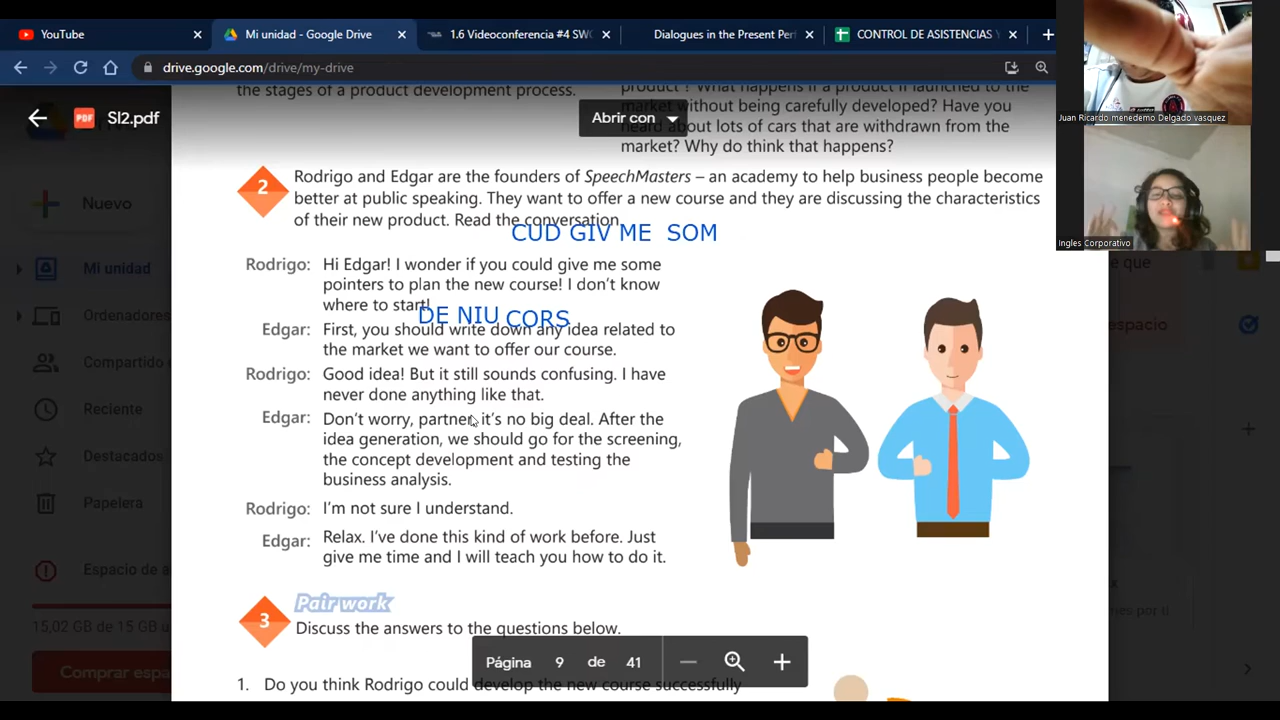 YouTube
Mi unidad - Google Drive
1.6 Videoconferencia #4 SWC
Dialogues in the Present Perf
CONTROL DE ASISTENCIAS Y
drive.google.com/drive/my-drive
Juan Ricardo menedemo Delgado vasquez
Ingles Corporativo
SI2.pdf
Abrir con
the stages of a product development process.
product ? What happens if a product if launched to the
market without being carefully developed? Have you
heard about lots of cars that are withdrawn from the
market? Why do think that happens?
2
Rodrigo and Edgar are the founders of SpeechMasters – an academy to help business people become
better at public speaking. They want to offer a new course and they are discussing the characteristics
of their new product. Read the conversation.
CUD GIV ME SOM
Rodrigo: Hi Edgar! I wonder if you could give me some
pointers to plan the new course! I don't know
where to start!
DE NIU CORS
Edgar: First, you should write down any idea related to
the market we want to offer our course.
Rodrigo: Good idea! But it still sounds confusing. I have
never done anything like that.
Edgar: Don't worry, partner, it's no big deal. After the
idea generation, we should go for the screening,
the concept development and testing the
business analysis.
Rodrigo: I'm not sure I understand.
Edgar: Relax. I've done this kind of work before. Just
give me time and I will teach you how to do it.
3
Pair work
Discuss the answers to the questions below.
1. Do you think Rodrigo could develop the new course successfully
Página 9 de 41
Nuevo
Mi unidad
Ordenadores
Compartido
Reciente
Destacados
Papelera
Espacio de a
15,02 GB de 15 GB u
Comprar espa
e que
espacio